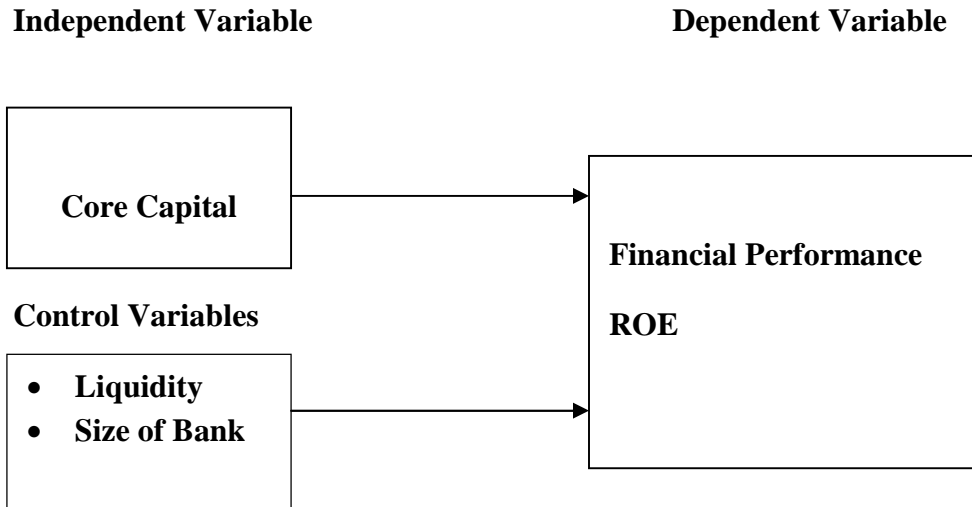 Independent Variable
Dependent Variable
Core Capital
Financial Performance
ROE
Control Variables
• Liquidity
• Size of Bank